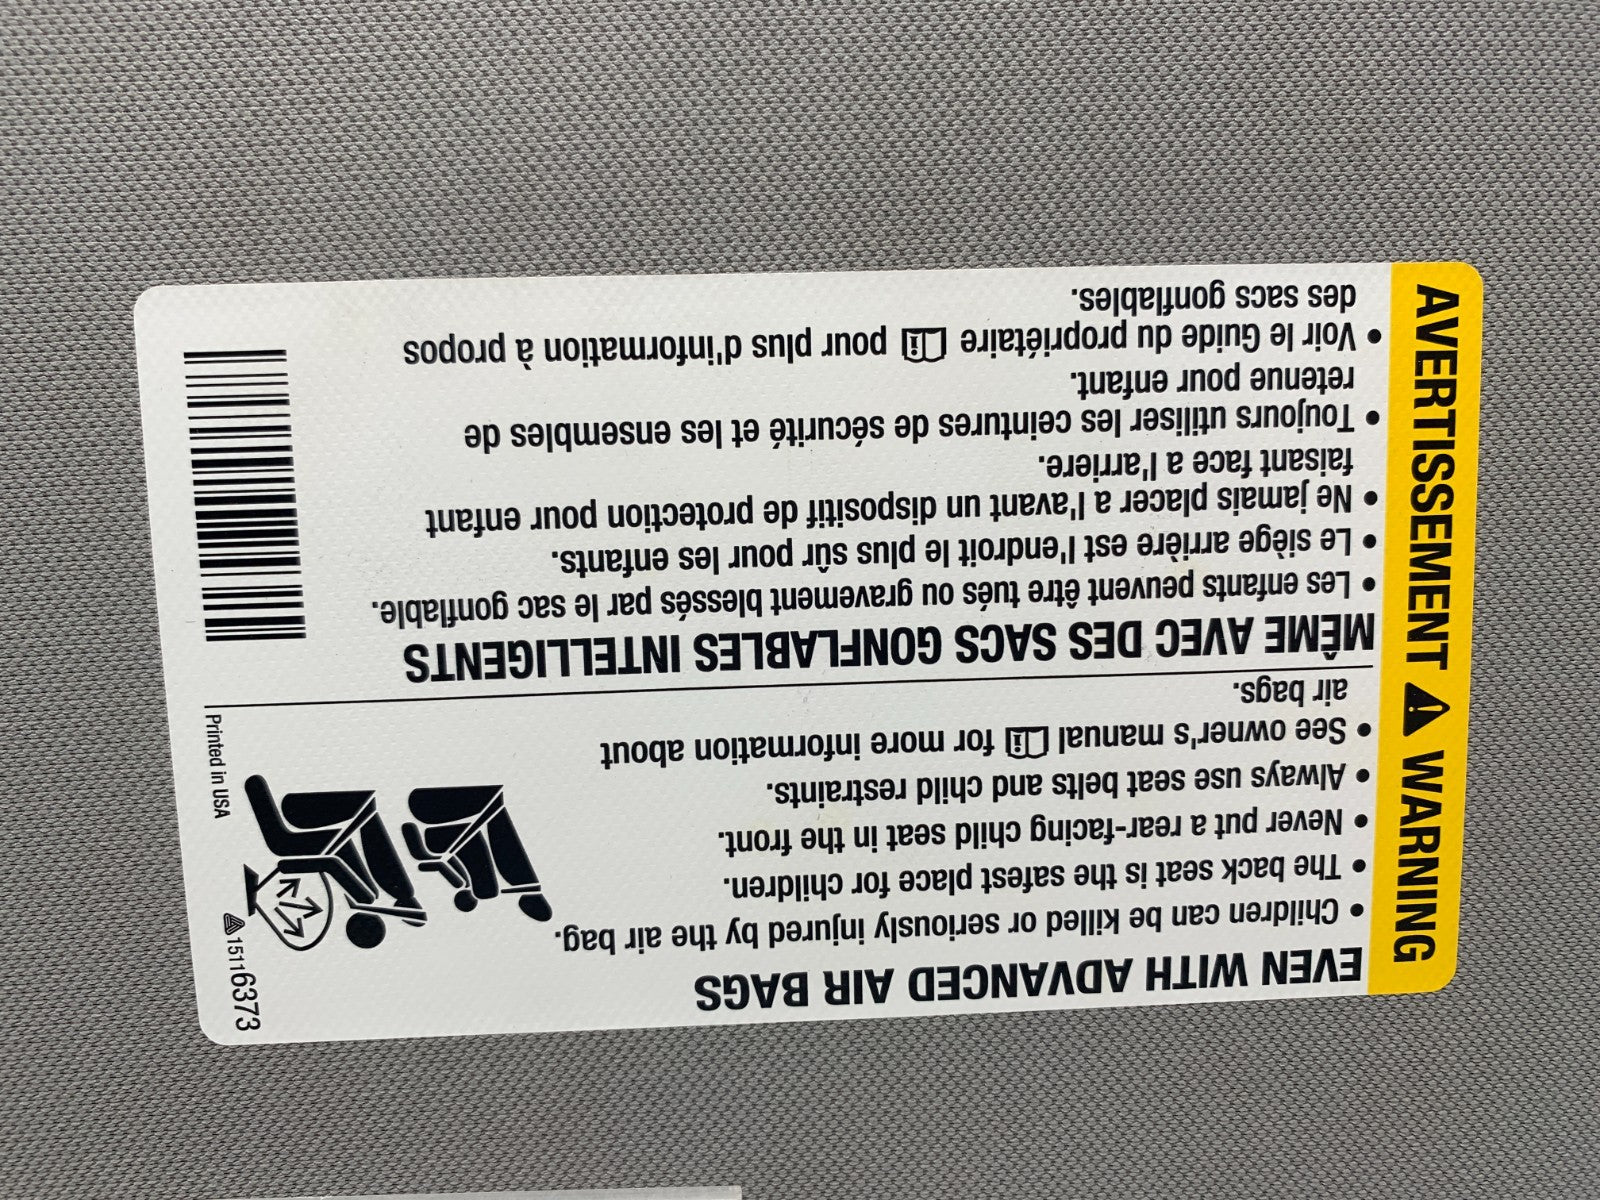 WARNING ⚠ AVERTISSEMENT
EVEN WITH ADVANCED AIR BAGS
• Children can be killed or seriously injured by the air bag.
• The back seat is the safest place for children.
• Never put a rear-facing child seat in the front.
• Always use seat belts and child restraints.
• See owner's manual for more information about
air bags.
MÊME AVEC DES SACS GONFLABLES INTELLIGENTS
• Les enfants peuvent être tués ou gravement blessés par le sac gonflable.
• Le siège arrière est l'endroit le plus sûr pour les enfants.
• Ne jamais placer a l'avant un dispositif de protection pour enfant
faisant face a l'arriere.
• Toujours utiliser les ceintures de sécurité et les ensembles de
retenue pour enfant.
• Voir le Guide du propriétaire pour plus d'information à propos
des sacs gonflables.
15116373
Printed in USA